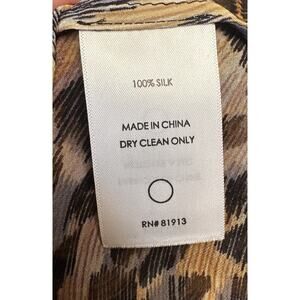 100% SILK
MADE IN CHINA
DRY CLEAN ONLY
RN# 81913